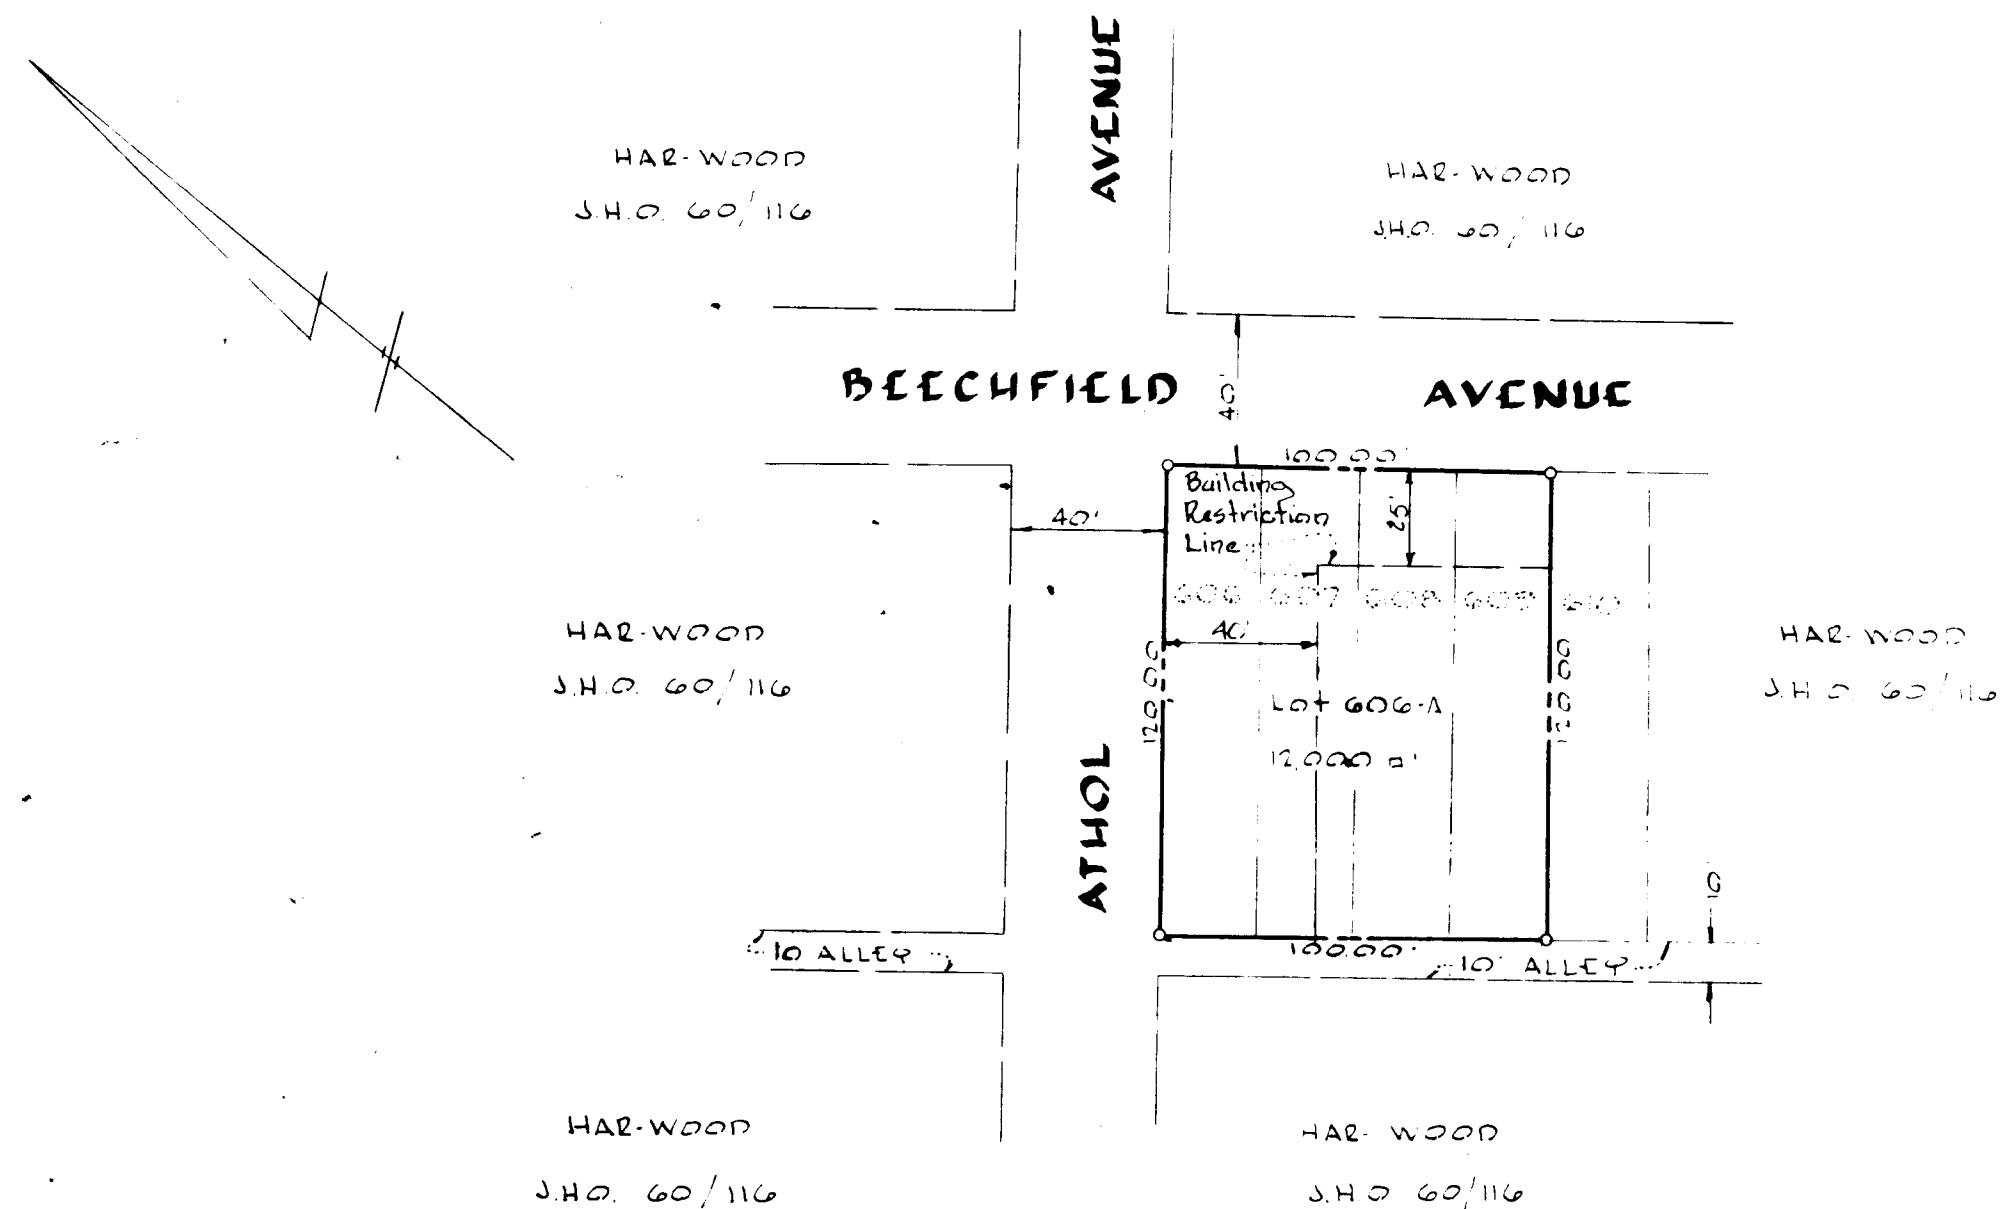 AVENUE
HAR-WOOD
J.H.O. 60/116
HAR-WOOD
J.H.O. 60/116
BEECHFIELD AVENUE
40'
100.00'
Building
Restriction
Line
25'
40'
606 607 608 609 610
40'
120.00
120.00
Lot 606-A
12,000 □'
HAR-WOOD
J.H.O. 60/116
HAR-WOOD
J.H.O. 60/116
ATHOL
10 ALLEY
100.00'
10' ALLEY
HAR-WOOD
J.H.O. 60/116
HAR-WOOD
J.H.O 60/116